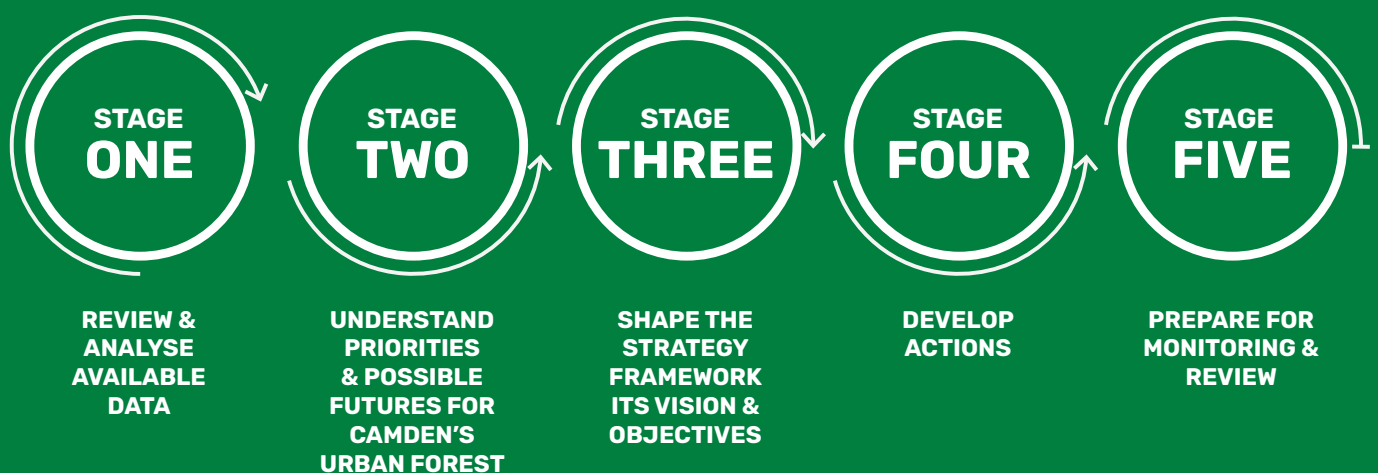 STAGE
ONE
STAGE
TWO
STAGE
THREE
STAGE
FOUR
STAGE
FIVE
REVIEW &
ANALYSE
AVAILABLE
DATA
UNDERSTAND
PRIORITIES
& POSSIBLE
FUTURES FOR
CAMDEN'S
URBAN FOREST
SHAPE THE
STRATEGY
FRAMEWORK
ITS VISION &
OBJECTIVES
DEVELOP
ACTIONS
PREPARE FOR
MONITORING &
REVIEW